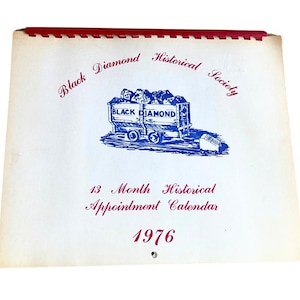 Black Diamond Historical Society
BLACK DIAMOND
13 Month Historical
Appointment Calendar
1976